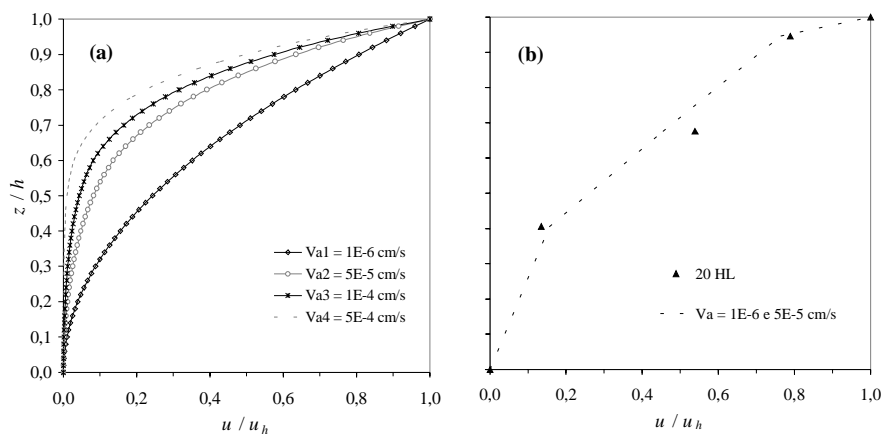 1,0
0,9
0,8
0,7
0,6
0,5
0,4
0,3
0,2
0,1
0,0
z / h
(a)
Va1 = 1E-6 cm/s
Va2 = 5E-5 cm/s
Va3 = 1E-4 cm/s
Va4 = 5E-4 cm/s
0,0 0,2 0,4 0,6 0,8 1,0
u / u h
(b)
20 HL
Va = 1E-6 e 5E-5 cm/s
0,0 0,2 0,4 0,6 0,8 1,0
u / u h